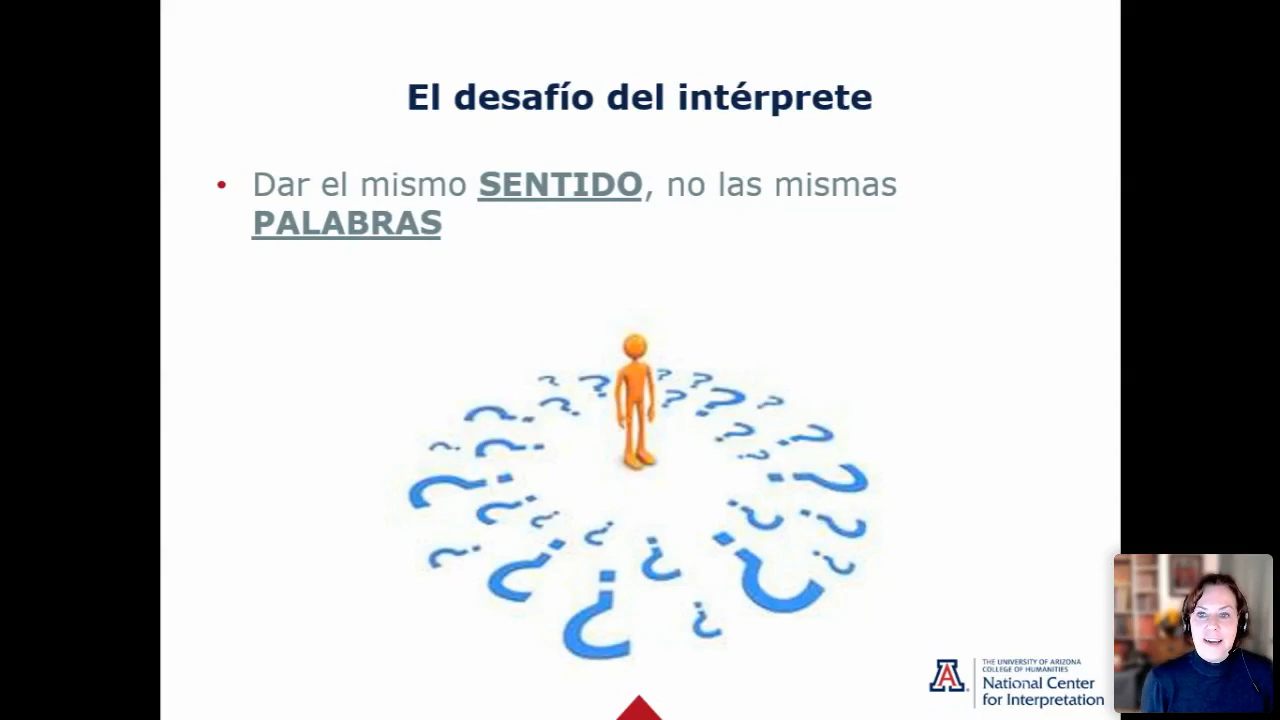 El desafío del intérprete
• Dar el mismo SENTIDO, no las mismas
PALABRAS
THE UNIVERSITY OF ARIZONA
COLLEGE OF HUMANITIES
National Center
for Interpretation